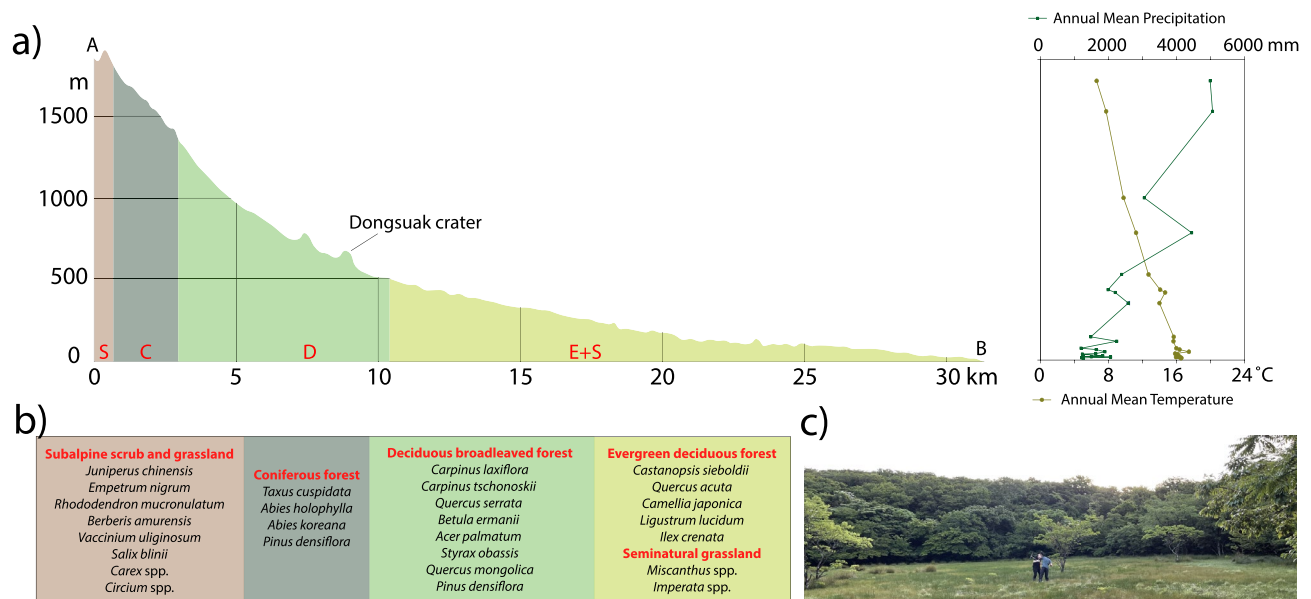 a)
A
m
1500
1000
500
0
Dongsuak crater
S
C
D
E+S
B
0
5
10
15
20
25
30 km
Annual Mean Precipitation
0
2000
4000
6000 mm
0
8
16
24˚C
Annual Mean Temperature
b)
Subalpine scrub and grassland
Juniperus chinensis
Empetrum nigrum
Rhododendron mucronulatum
Berberis amurensis
Vaccinium uliginosum
Salix blinii
Carex spp.
Circium spp.
Coniferous forest
Taxus cuspidata
Abies holophylla
Abies koreana
Pinus densiflora
Deciduous broadleaved forest
Carpinus laxiflora
Carpinus tschonoskii
Quercus serrata
Betula ermanii
Acer palmatum
Styrax obassis
Quercus mongolica
Pinus densiflora
Evergreen deciduous forest
Castanopsis sieboldii
Quercus acuta
Camellia japonica
Ligustrum lucidum
Ilex crenata
Seminatural grassland
Miscanthus spp.
Imperata spp.
c)